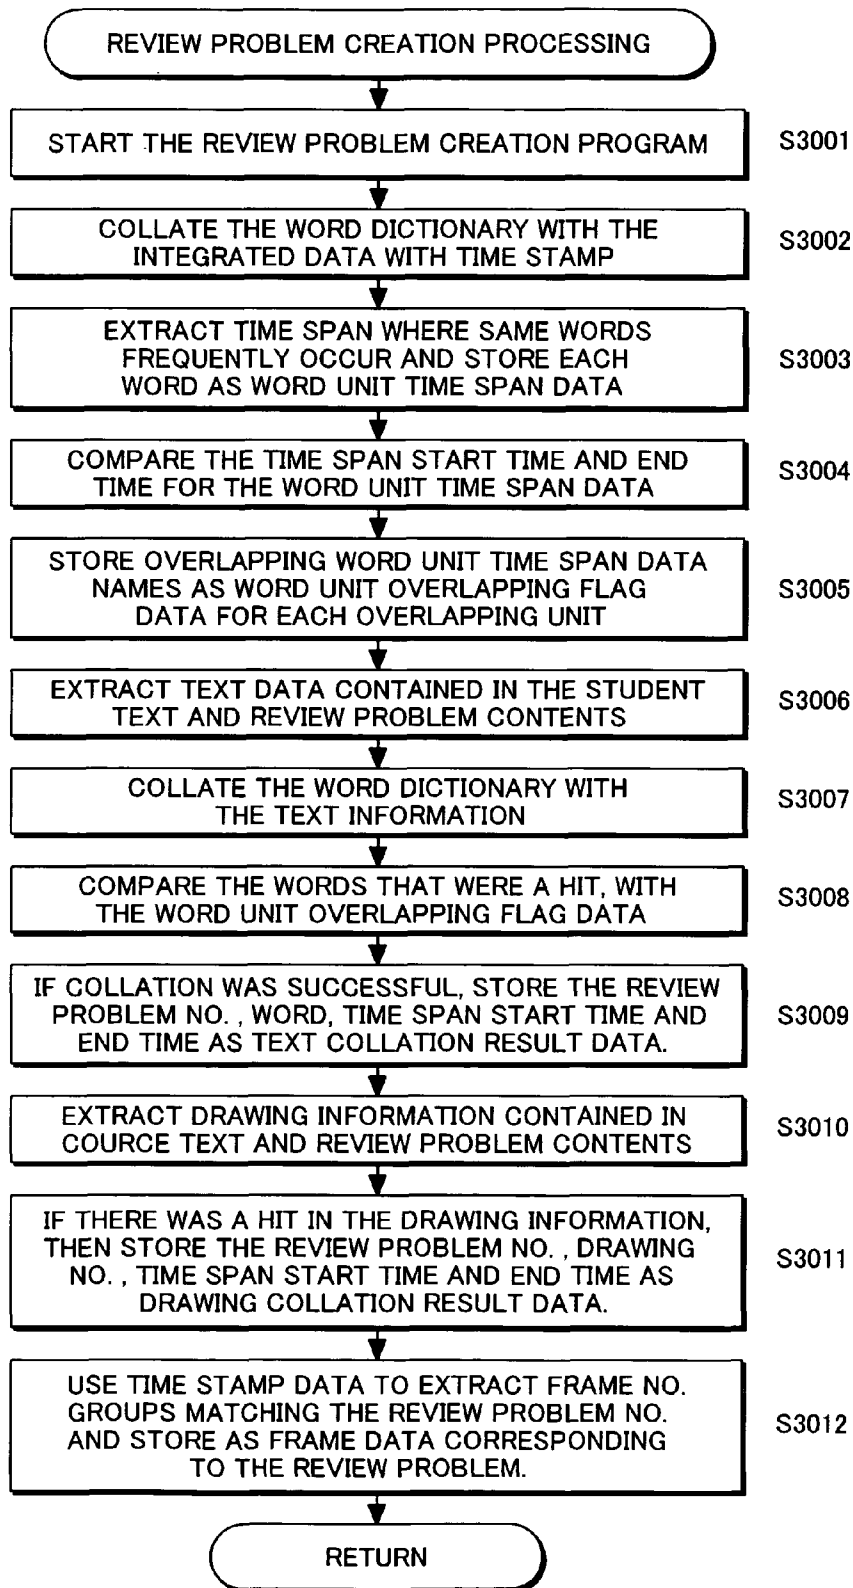 REVIEW PROBLEM CREATION PROCESSING
START THE REVIEW PROBLEM CREATION PROGRAM
S3001
COLLATE THE WORD DICTIONARY WITH THE
INTEGRATED DATA WITH TIME STAMP
S3002
EXTRACT TIME SPAN WHERE SAME WORDS
FREQUENTLY OCCUR AND STORE EACH
WORD AS WORD UNIT TIME SPAN DATA
S3003
COMPARE THE TIME SPAN START TIME AND END
TIME FOR THE WORD UNIT TIME SPAN DATA
S3004
STORE OVERLAPPING WORD UNIT TIME SPAN DATA
NAMES AS WORD UNIT OVERLAPPING FLAG
DATA FOR EACH OVERLAPPING UNIT
S3005
EXTRACT TEXT DATA CONTAINED IN THE STUDENT
TEXT AND REVIEW PROBLEM CONTENTS
S3006
COLLATE THE WORD DICTIONARY WITH
THE TEXT INFORMATION
S3007
COMPARE THE WORDS THAT WERE A HIT, WITH
THE WORD UNIT OVERLAPPING FLAG DATA
S3008
IF COLLATION WAS SUCCESSFUL, STORE THE REVIEW
PROBLEM NO. , WORD, TIME SPAN START TIME AND
END TIME AS TEXT COLLATION RESULT DATA.
S3009
EXTRACT DRAWING INFORMATION CONTAINED IN
COURCE TEXT AND REVIEW PROBLEM CONTENTS
S3010
IF THERE WAS A HIT IN THE DRAWING INFORMATION,
THEN STORE THE REVIEW PROBLEM NO. , DRAWING
NO. , TIME SPAN START TIME AND END TIME AS
DRAWING COLLATION RESULT DATA.
S3011
USE TIME STAMP DATA TO EXTRACT FRAME NO.
GROUPS MATCHING THE REVIEW PROBLEM NO.
AND STORE AS FRAME DATA CORRESPONDING
TO THE REVIEW PROBLEM.
S3012
RETURN